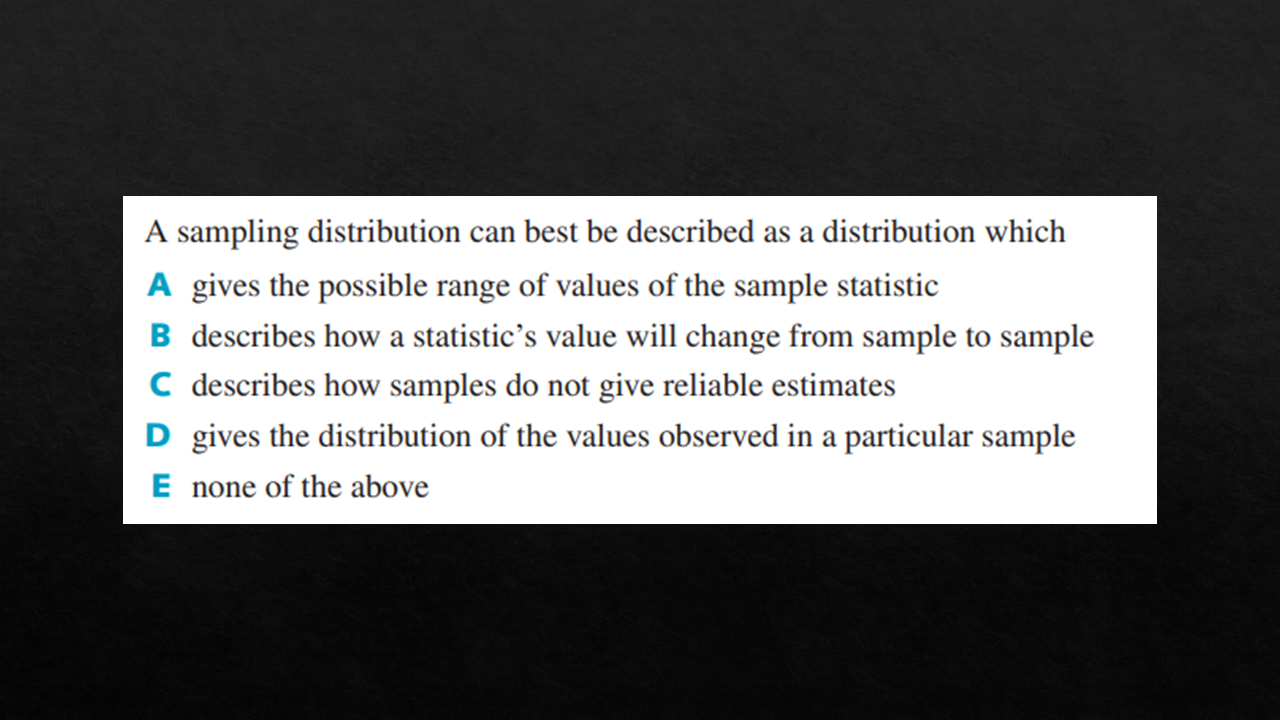 A sampling distribution can best be described as a distribution which
A gives the possible range of values of the sample statistic
B describes how a statistic’s value will change from sample to sample
C describes how samples do not give reliable estimates
D gives the distribution of the values observed in a particular sample
E none of the above